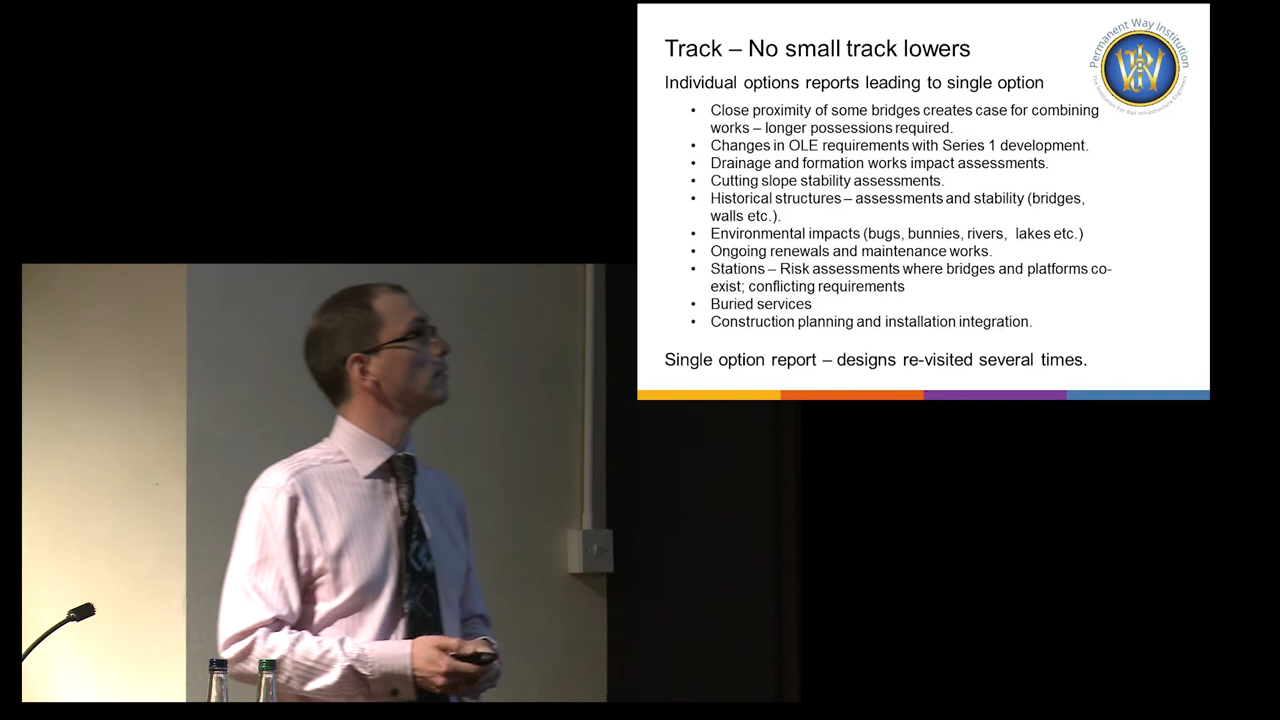 Track – No small track lowers
Permanent Way Institution
Individual options reports leading to single option
• Close proximity of some bridges creates case for combining
works – longer possessions required.
• Changes in OLE requirements with Series 1 development.
• Drainage and formation works impact assessments.
• Cutting slope stability assessments.
• Historical structures – assessments and stability (bridges,
walls etc.).
• Environmental impacts (bugs, bunnies, rivers, lakes etc.)
• Ongoing renewals and maintenance works.
• Stations – Risk assessments where bridges and platforms co-
exist; conflicting requirements
• Buried services
• Construction planning and installation integration.
Single option report – designs re-visited several times.